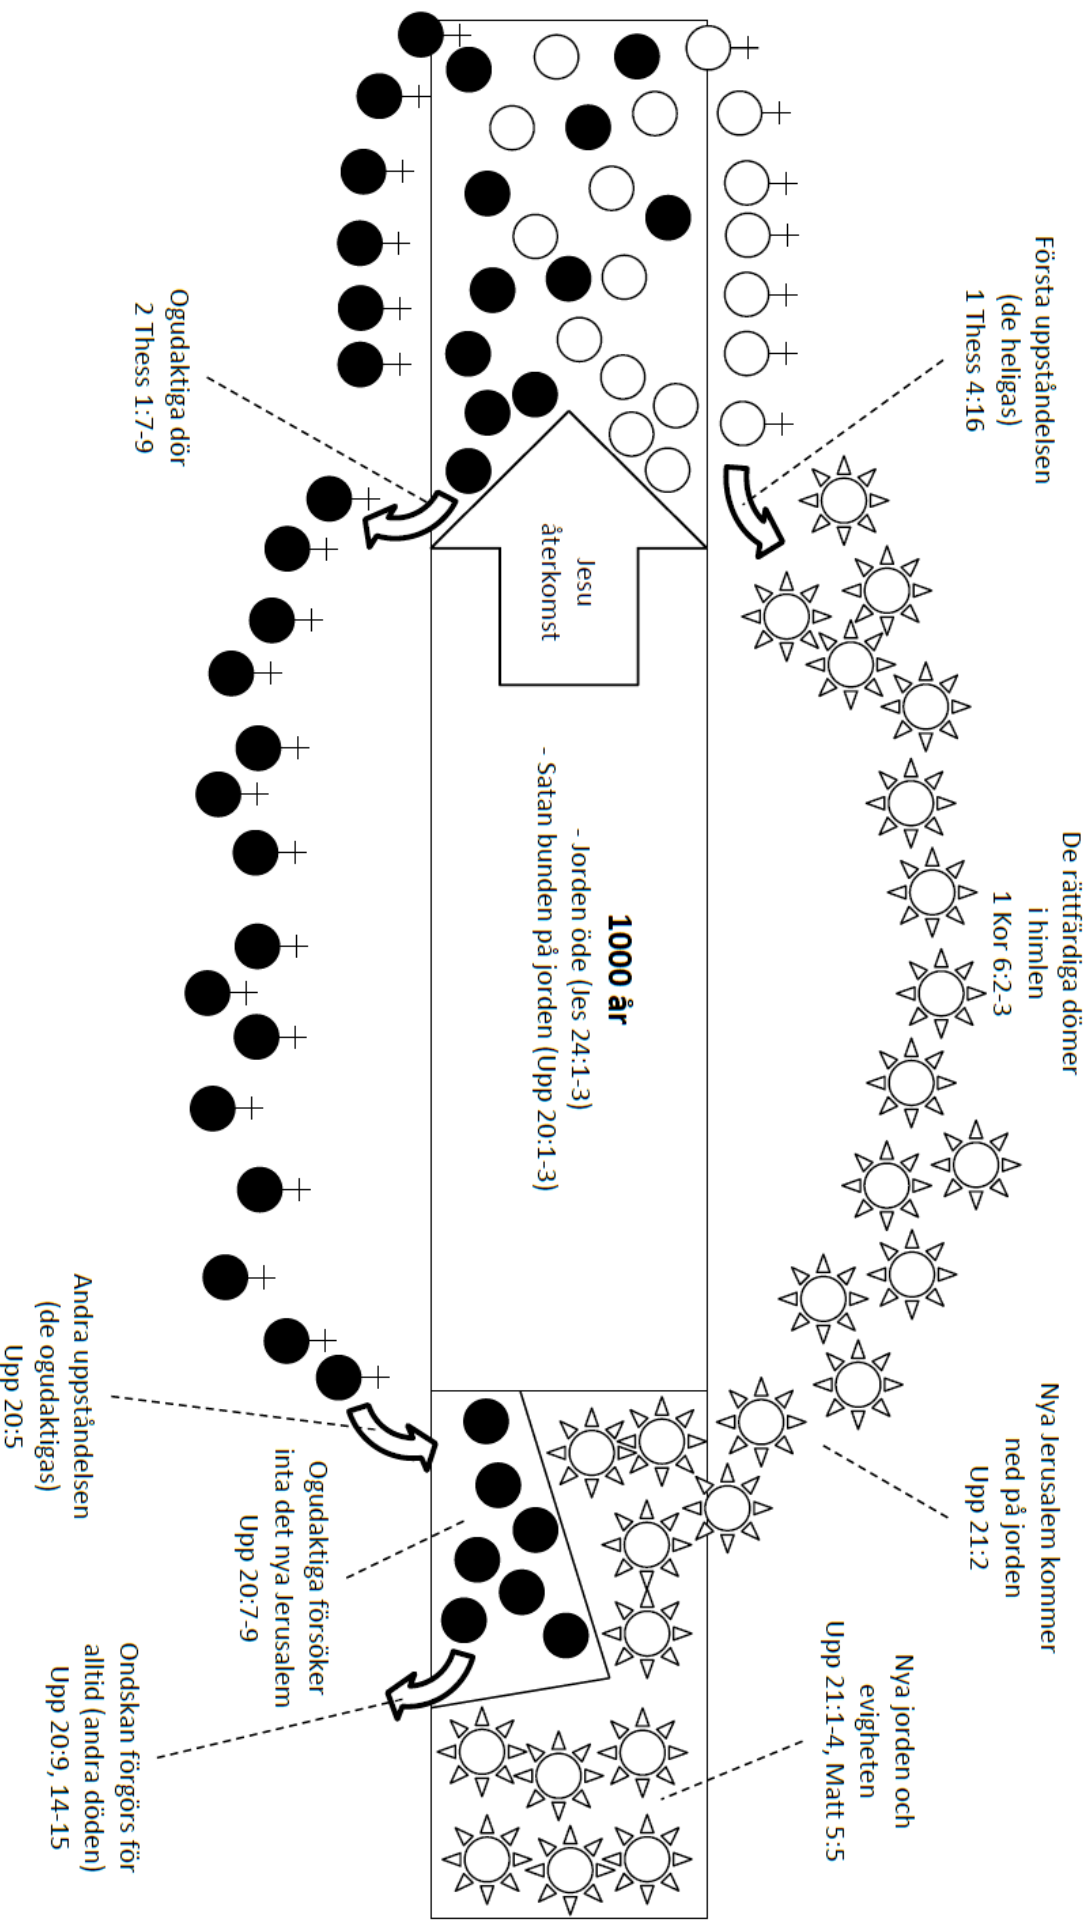 Första uppståndelsen
(de heligas)
1 Thess 4:16
De rättfärdiga dömer
i himlen
1 Kor 6:2-3
Nya Jerusalem kommer
ned på jorden
Upp 21:2
Nya jorden och
evigheten
Upp 21:1-4, Matt 5:5
Jesu
återkomst
1000 år
- Jorden öde (Jes 24:1-3)
- Satan bunden på jorden (Upp 20:1-3)
Ogudaktiga dör
2 Thess 1:7-9
Andra uppståndelsen
(de ogudaktigas)
Upp 20:5
Ogudaktiga försöker
inta det nya Jerusalem
Upp 20:7-9
Ondskan förgörs för
alltid (andra döden)
Upp 20:9, 14-15